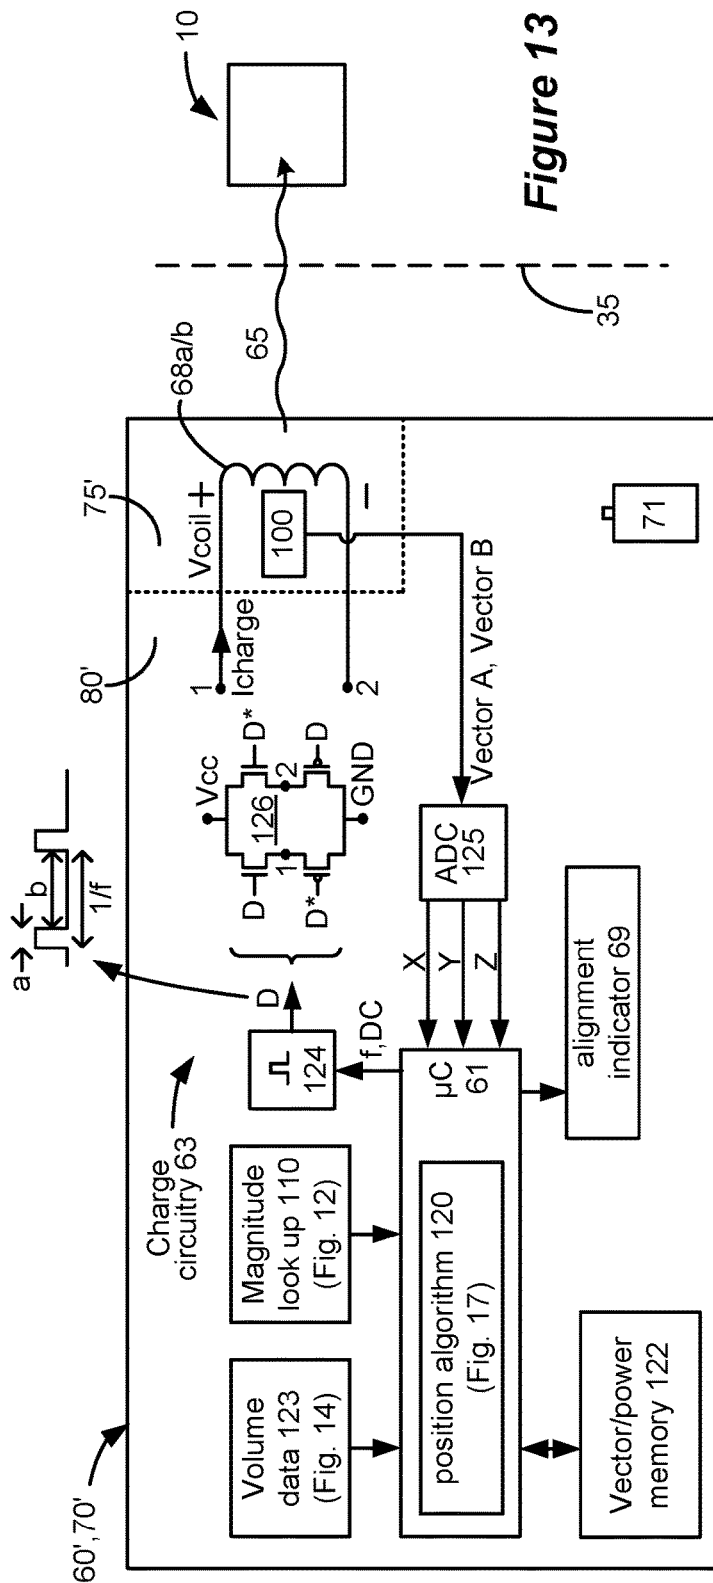 60',70'
Charge
circuitry 63
a
b
1/f
80'
75'
68a/b
65
10
Volume
data 123
(Fig. 14)
Magnitude
look up 110
(Fig. 12)
124
D
D
D*
Vcc
126
1
2
D*
D
GND
1
Icharge
2
Vcoil
+
100
–
f,DC
position algorithm 120
(Fig. 17)
µC
61
X
Y
Z
ADC
125
Vector A, Vector B
71
35
Vector/power
memory 122
alignment
indicator 69
Figure 13